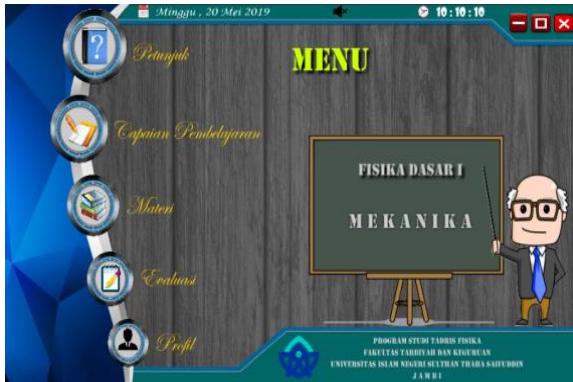 Minggu , 20 Mei 2019
10:10:10
Petunjuk
MENU
Capaian Pembelajaran
FISIKA DASAR I
MEKANIKA
Materi
Evaluasi
Profil
PROGRAM STUDI TADRIS FISIKA
FAKULTAS TARBIYAH DAN KEGURUAN
UNIVERSITAS ISLAM NEGERI SULTHAN THAHA SAIFUDDIN
JAMBI